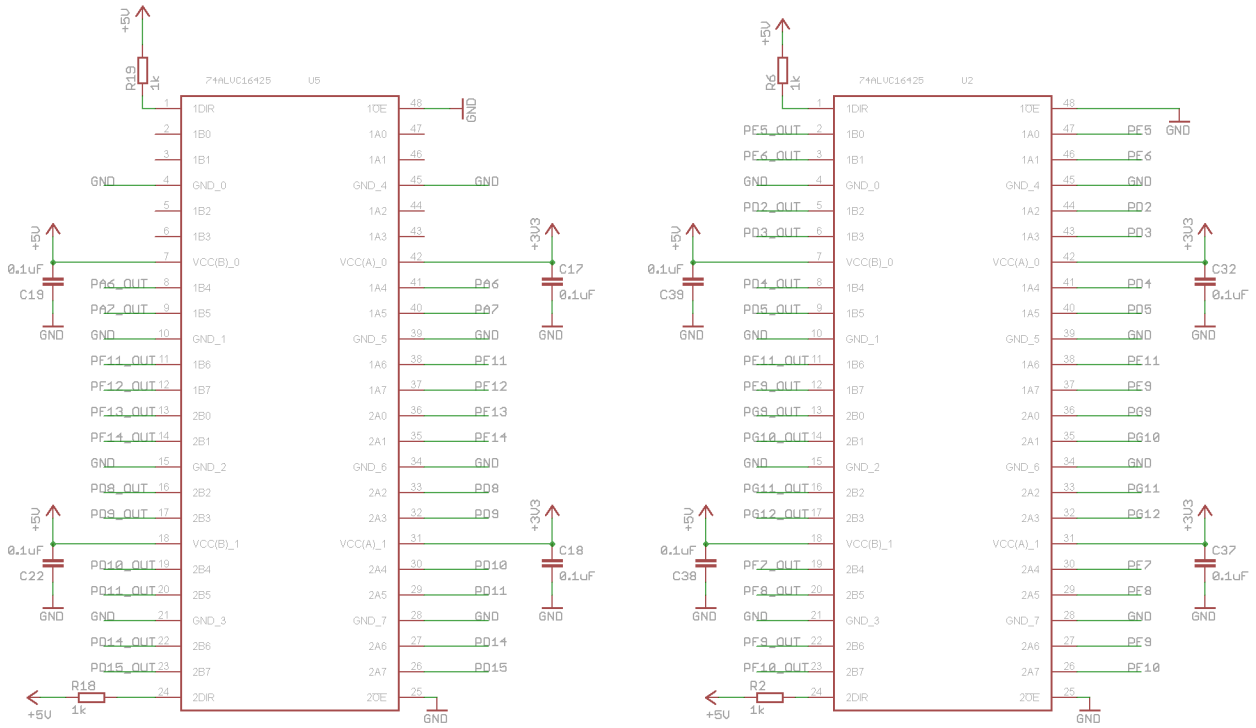 +5V
R19
1k
74ALVC16425 U5
1 1DIR 1OE 48 GND
2 1B0 1A0 47
3 1B1 1A1 46
GND 4 GND_0 GND_4 45 GND
5 1B2 1A2 44
6 1B3 1A3 43
+5V 7 VCC(B)_0 VCC(A)_0 42 +3V3
0.1uF C19 GND
C17 0.1uF GND
PA6_OUT 8 1B4 1A4 41 PA6
PA7_OUT 9 1B5 1A5 40 PA7
GND 10 GND_1 GND_5 39 GND
PF11_OUT 11 1B6 1A6 38 PF11
PF12_OUT 12 1B7 1A7 37 PF12
PF13_OUT 13 2B0 2A0 36 PF13
PF14_OUT 14 2B1 2A1 35 PF14
GND 15 GND_2 GND_6 34 GND
PD8_OUT 16 2B2 2A2 33 PD8
PD9_OUT 17 2B3 2A3 32 PD9
+5V 18 VCC(B)_1 VCC(A)_1 31 +3V3
0.1uF C22 GND
C18 0.1uF GND
PD10_OUT 19 2B4 2A4 30 PD10
PD11_OUT 20 2B5 2A5 29 PD11
GND 21 GND_3 GND_7 28 GND
PD14_OUT 22 2B6 2A6 27 PD14
PD15_OUT 23 2B7 2A7 26 PD15
+5V R18 1k 24 2DIR 2OE 25 GND
+5V
R6
1k
74ALVC16425 U2
1 1DIR 1OE 48 GND
PE5_OUT 2 1B0 1A0 47 PE5
PE6_OUT 3 1B1 1A1 46 PE6
GND 4 GND_0 GND_4 45 GND
PD2_OUT 5 1B2 1A2 44 PD2
PD3_OUT 6 1B3 1A3 43 PD3
+5V 7 VCC(B)_0 VCC(A)_0 42 +3V3
0.1uF C39 GND
C32 0.1uF GND
PD4_OUT 8 1B4 1A4 41 PD4
PD5_OUT 9 1B5 1A5 40 PD5
GND 10 GND_1 GND_5 39 GND
PE11_OUT 11 1B6 1A6 38 PE11
PE9_OUT 12 1B7 1A7 37 PE9
PG9_OUT 13 2B0 2A0 36 PG9
PG10_OUT 14 2B1 2A1 35 PG10
GND 15 GND_2 GND_6 34 GND
PG11_OUT 16 2B2 2A2 33 PG11
PG12_OUT 17 2B3 2A3 32 PG12
+5V 18 VCC(B)_1 VCC(A)_1 31 +3V3
0.1uF C38 GND
C37 0.1uF GND
PF7_OUT 19 2B4 2A4 30 PF7
PF8_OUT 20 2B5 2A5 29 PF8
GND 21 GND_3 GND_7 28 GND
PF9_OUT 22 2B6 2A6 27 PF9
PF10_OUT 23 2B7 2A7 26 PF10
+5V R2 1k 24 2DIR 2OE 25 GND